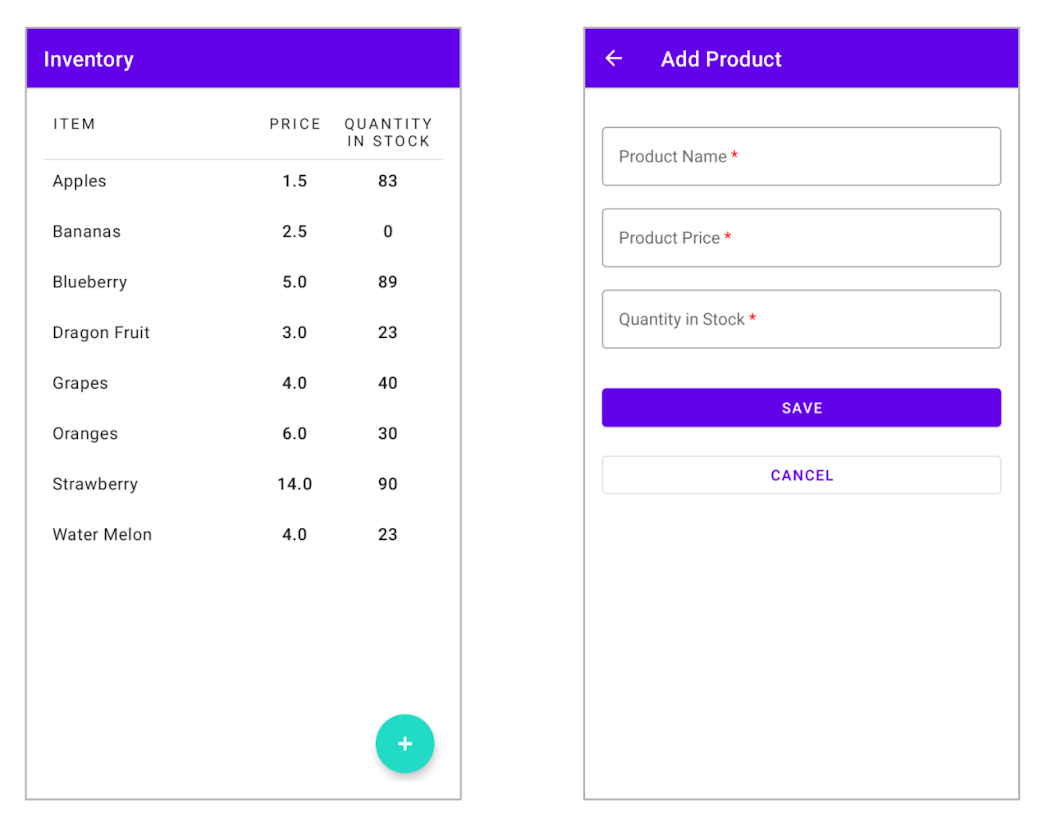 Inventory
ITEM PRICE QUANTITY
IN STOCK
Apples 1.5 83
Bananas 2.5 0
Blueberry 5.0 89
Dragon Fruit 3.0 23
Grapes 4.0 40
Oranges 6.0 30
Strawberry 14.0 90
Water Melon 4.0 23
+
← Add Product
Product Name *
Product Price *
Quantity in Stock *
SAVE
CANCEL